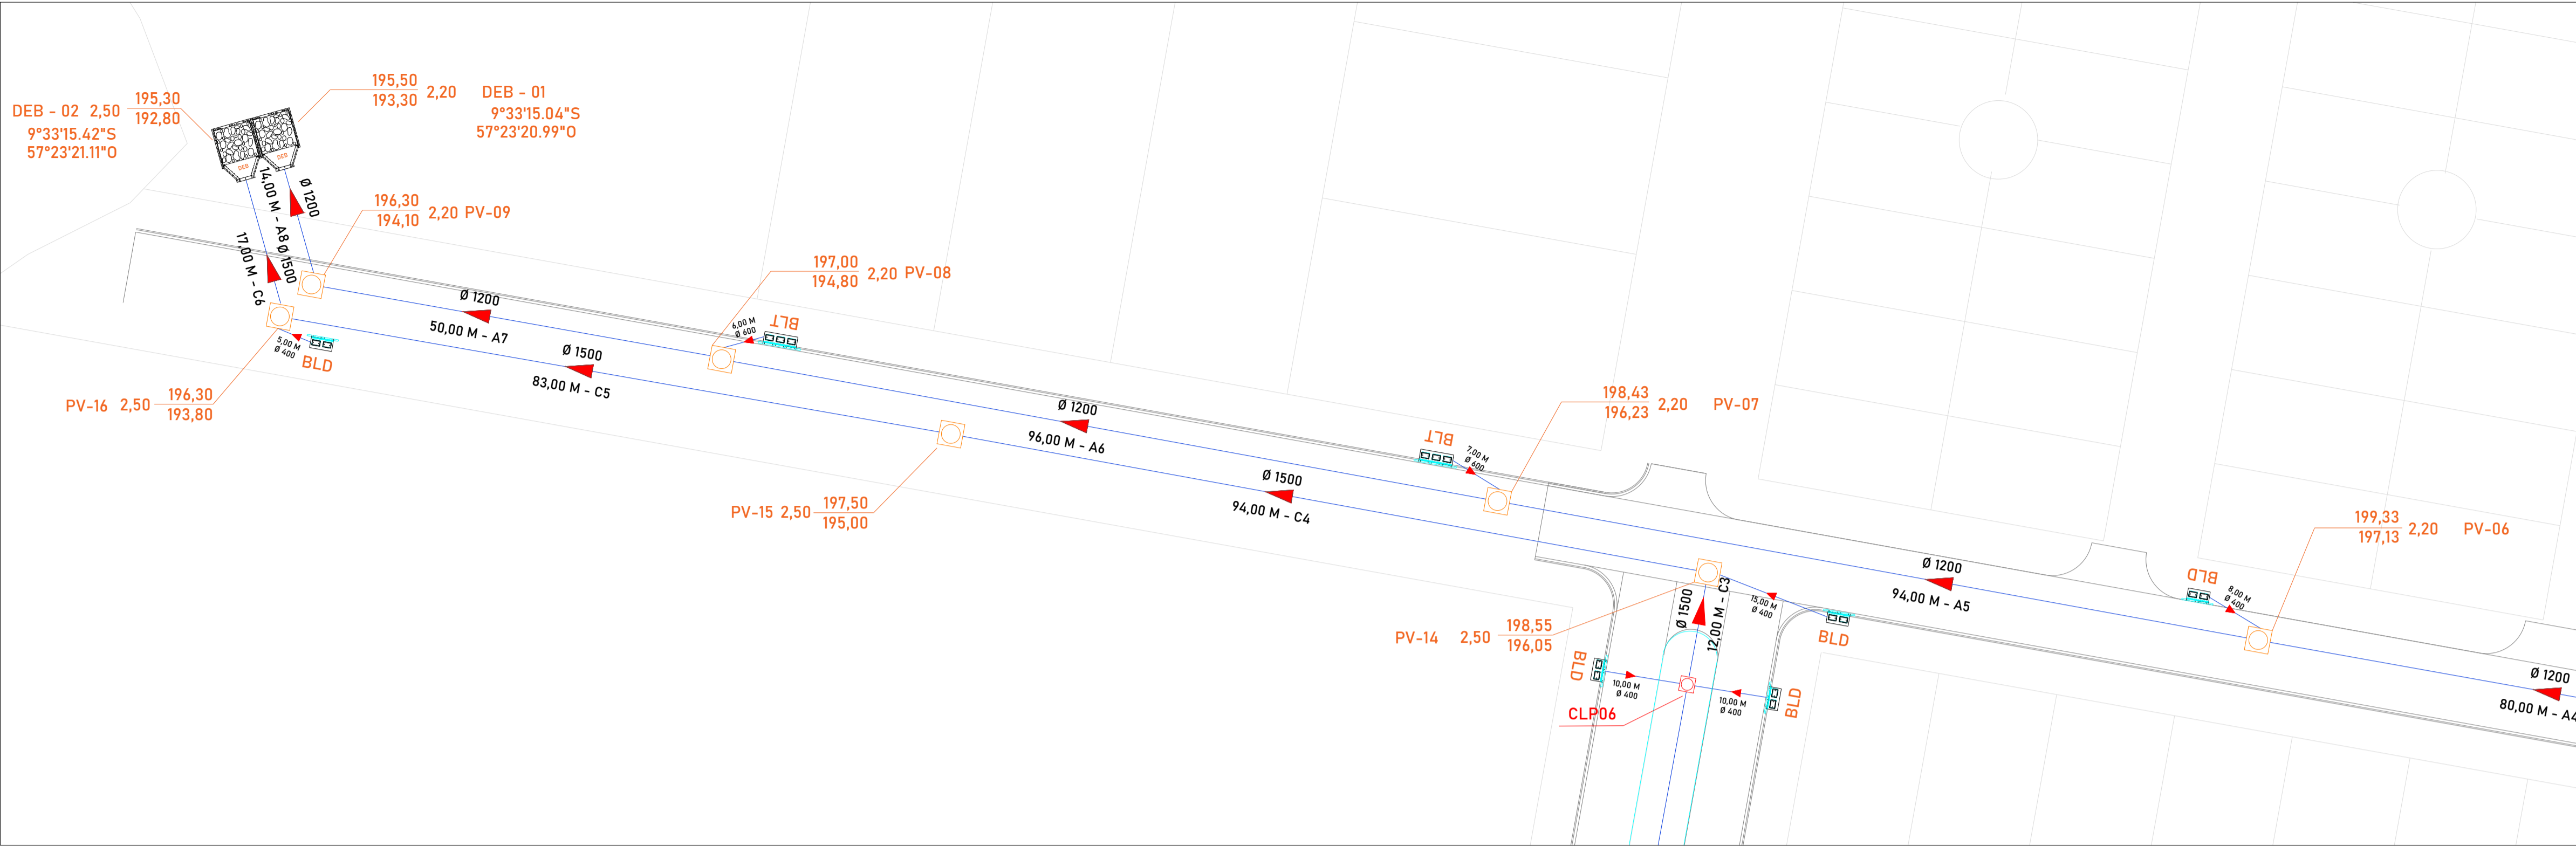 195,50
193,30
2,20
DEB - 01
9°33'15.04"S
57°23'20.99"O
DEB - 02
2,50
195,30
192,80
9°33'15.42"S
57°23'21.11"O
DEB
DEB
14,00 M - A8
Ø 1200
17,00 M - C6
Ø 1500
196,30
194,10
2,20 PV-09
197,00
194,80
2,20 PV-08
Ø 1200
50,00 M - A7
6,00 M
Ø 600
BLT
5,00 M
Ø 400
BLD
Ø 1500
83,00 M - C5
PV-16
2,50
196,30
193,80
Ø 1200
96,00 M - A6
198,43
196,23
2,20
PV-07
BLT
7,00 M
Ø 600
Ø 1500
94,00 M - C4
PV-15 2,50
197,50
195,00
199,33
197,13
2,20
PV-06
Ø 1200
94,00 M - A5
BLD
8,00 M
Ø 400
Ø 1500
12,00 M - C3
15,00 M
Ø 400
BLD
PV-14
2,50
198,55
196,05
BLD
10,00 M
Ø 400
10,00 M
Ø 400
BLD
CLP06
Ø 1200
80,00 M - A4